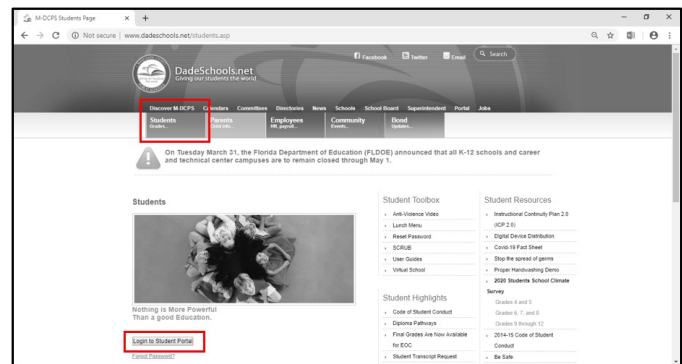 M-DCPS Students Page
Not secure | www.dadeschools.net/students.asp
Facebook Twitter Email Search
DadeSchools.net
Giving our students the world
Discover M-DCPS Calendars Committees Directories News Schools School Board Superintendent Portal Jobs
Students Parents Employees Community Bond
Grades... Child info... HR, payroll... Events... Updates...
On Tuesday March 31, the Florida Department of Education (FLDOE) announced that all K-12 schools and career
and technical center campuses are to remain closed through May 1.
Students
Nothing is More Powerful
Than a good Education.
Login to Student Portal
Forgot Password?
Student Toolbox
Anti-Violence Video
Lunch Menu
Reset Password
SCRUB
User Guides
Virtual School
Student Highlights
Code of Student Conduct
Diploma Pathways
Final Grades Are Now Available
for EOC
Student Transcript Request
Student Resources
Instructional Continuity Plan 2.0
(ICP 2.0)
Digital Device Distribution
Covid-19 Fact Sheet
Stop the spread of germs
Proper Handwashing Demo
2020 Students School Climate
Survey
Grades 4 and 5
Grades 6, 7, and 8
Grades 9 through 12
2014-15 Code of Student
Conduct
Be Safe